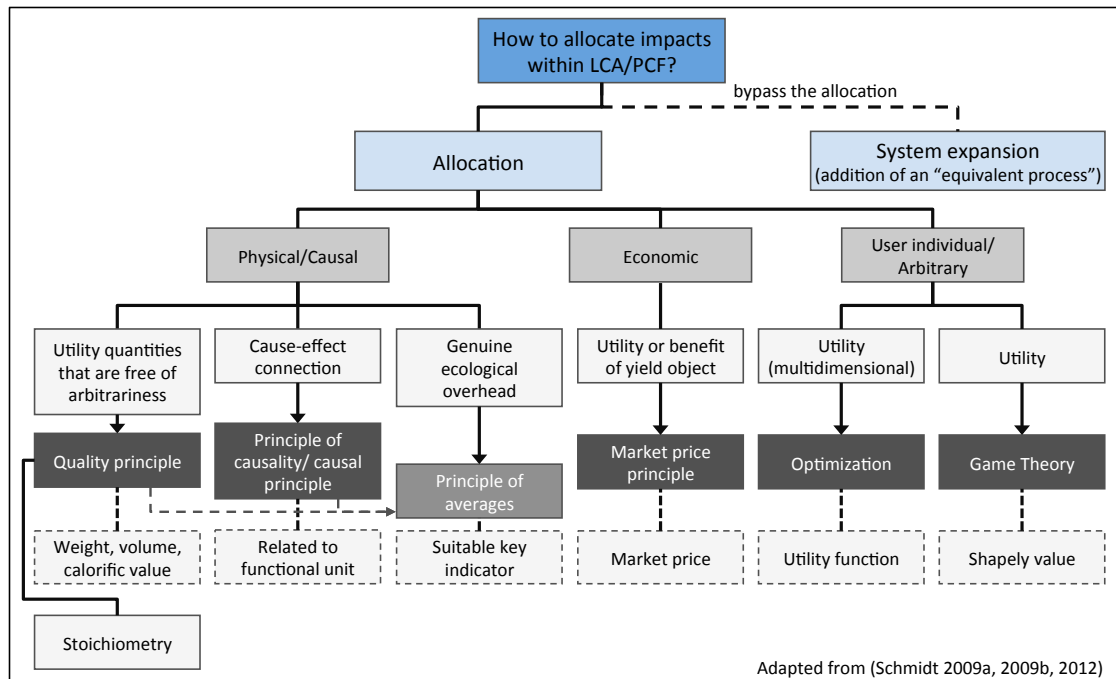 How to allocate impacts
within LCA/PCF?
bypass the allocation
Allocation
System expansion
(addition of an “equivalent process”)
Physical/Causal
Economic
User individual/
Arbitrary
Utility quantities
that are free of
arbitrariness
Cause-effect
connection
Genuine
ecological
overhead
Utility or benefit
of yield object
Utility
(multidimensional)
Utility
Quality principle
Principle of
causality/ causal
principle
Principle of
averages
Market price
principle
Optimization
Game Theory
Weight, volume,
calorific value
Related to
functional unit
Suitable key
indicator
Market price
Utility function
Shapely value
Stoichiometry
Adapted from (Schmidt 2009a, 2009b, 2012)